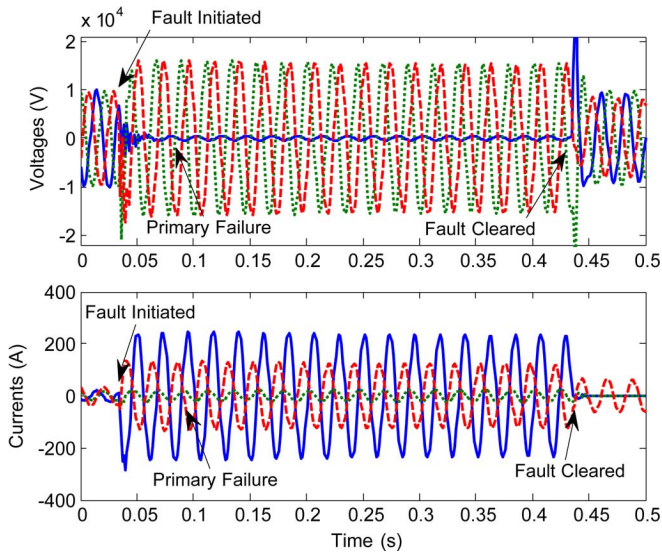 x 10⁴
Fault Initiated
2
1
0
-1
-2
Voltages (V)
Primary Failure
Fault Cleared
0 0.05 0.1 0.15 0.2 0.25 0.3 0.35 0.4 0.45 0.5
Fault Initiated
400
200
0
-200
-400
Currents (A)
Primary Failure
Fault Cleared
0 0.05 0.1 0.15 0.2 0.25 0.3 0.35 0.4 0.45 0.5
Time (s)